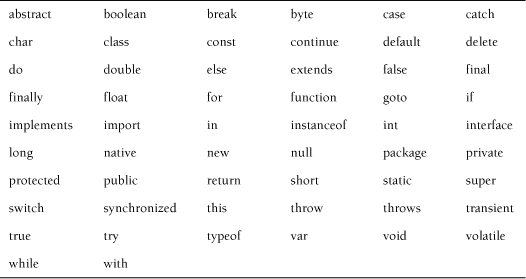 abstract boolean break byte case catch
char class const continue default delete
do double else extends false final
finally float for function goto if
implements import in instanceof int interface
long native new null package private
protected public return short static super
switch synchronized this throw throws transient
true try typeof var void volatile
while with